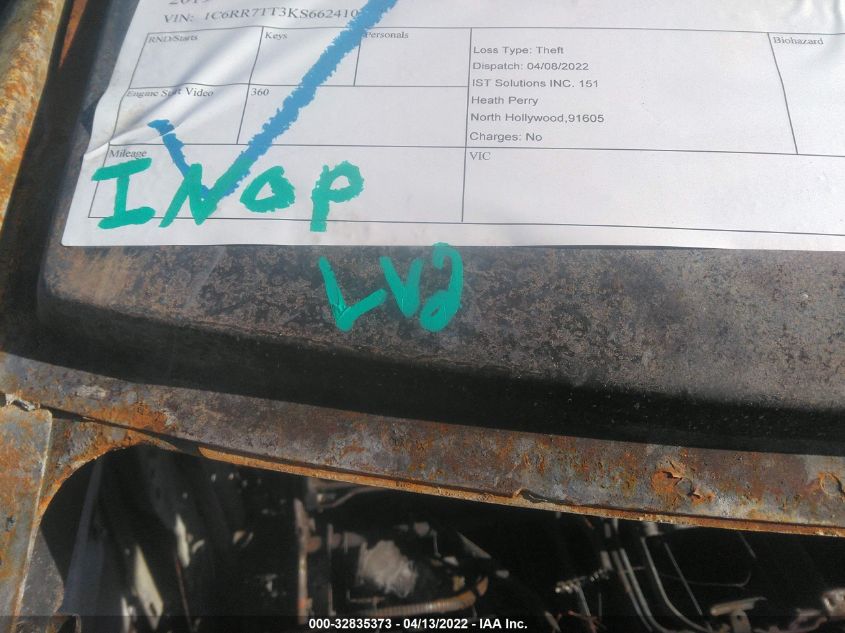 VIN: 1C6RR7TT3KS662410
RND/Starts Keys Personals
Loss Type: Theft
Dispatch: 04/08/2022
IST Solutions INC. 151
Heath Perry
North Hollywood,91605
Charges: No
Biohazard
Engine Start Video 360
Mileage
VIC
INOP
LV2
000-32835373 - 04/13/2022 - IAA Inc.